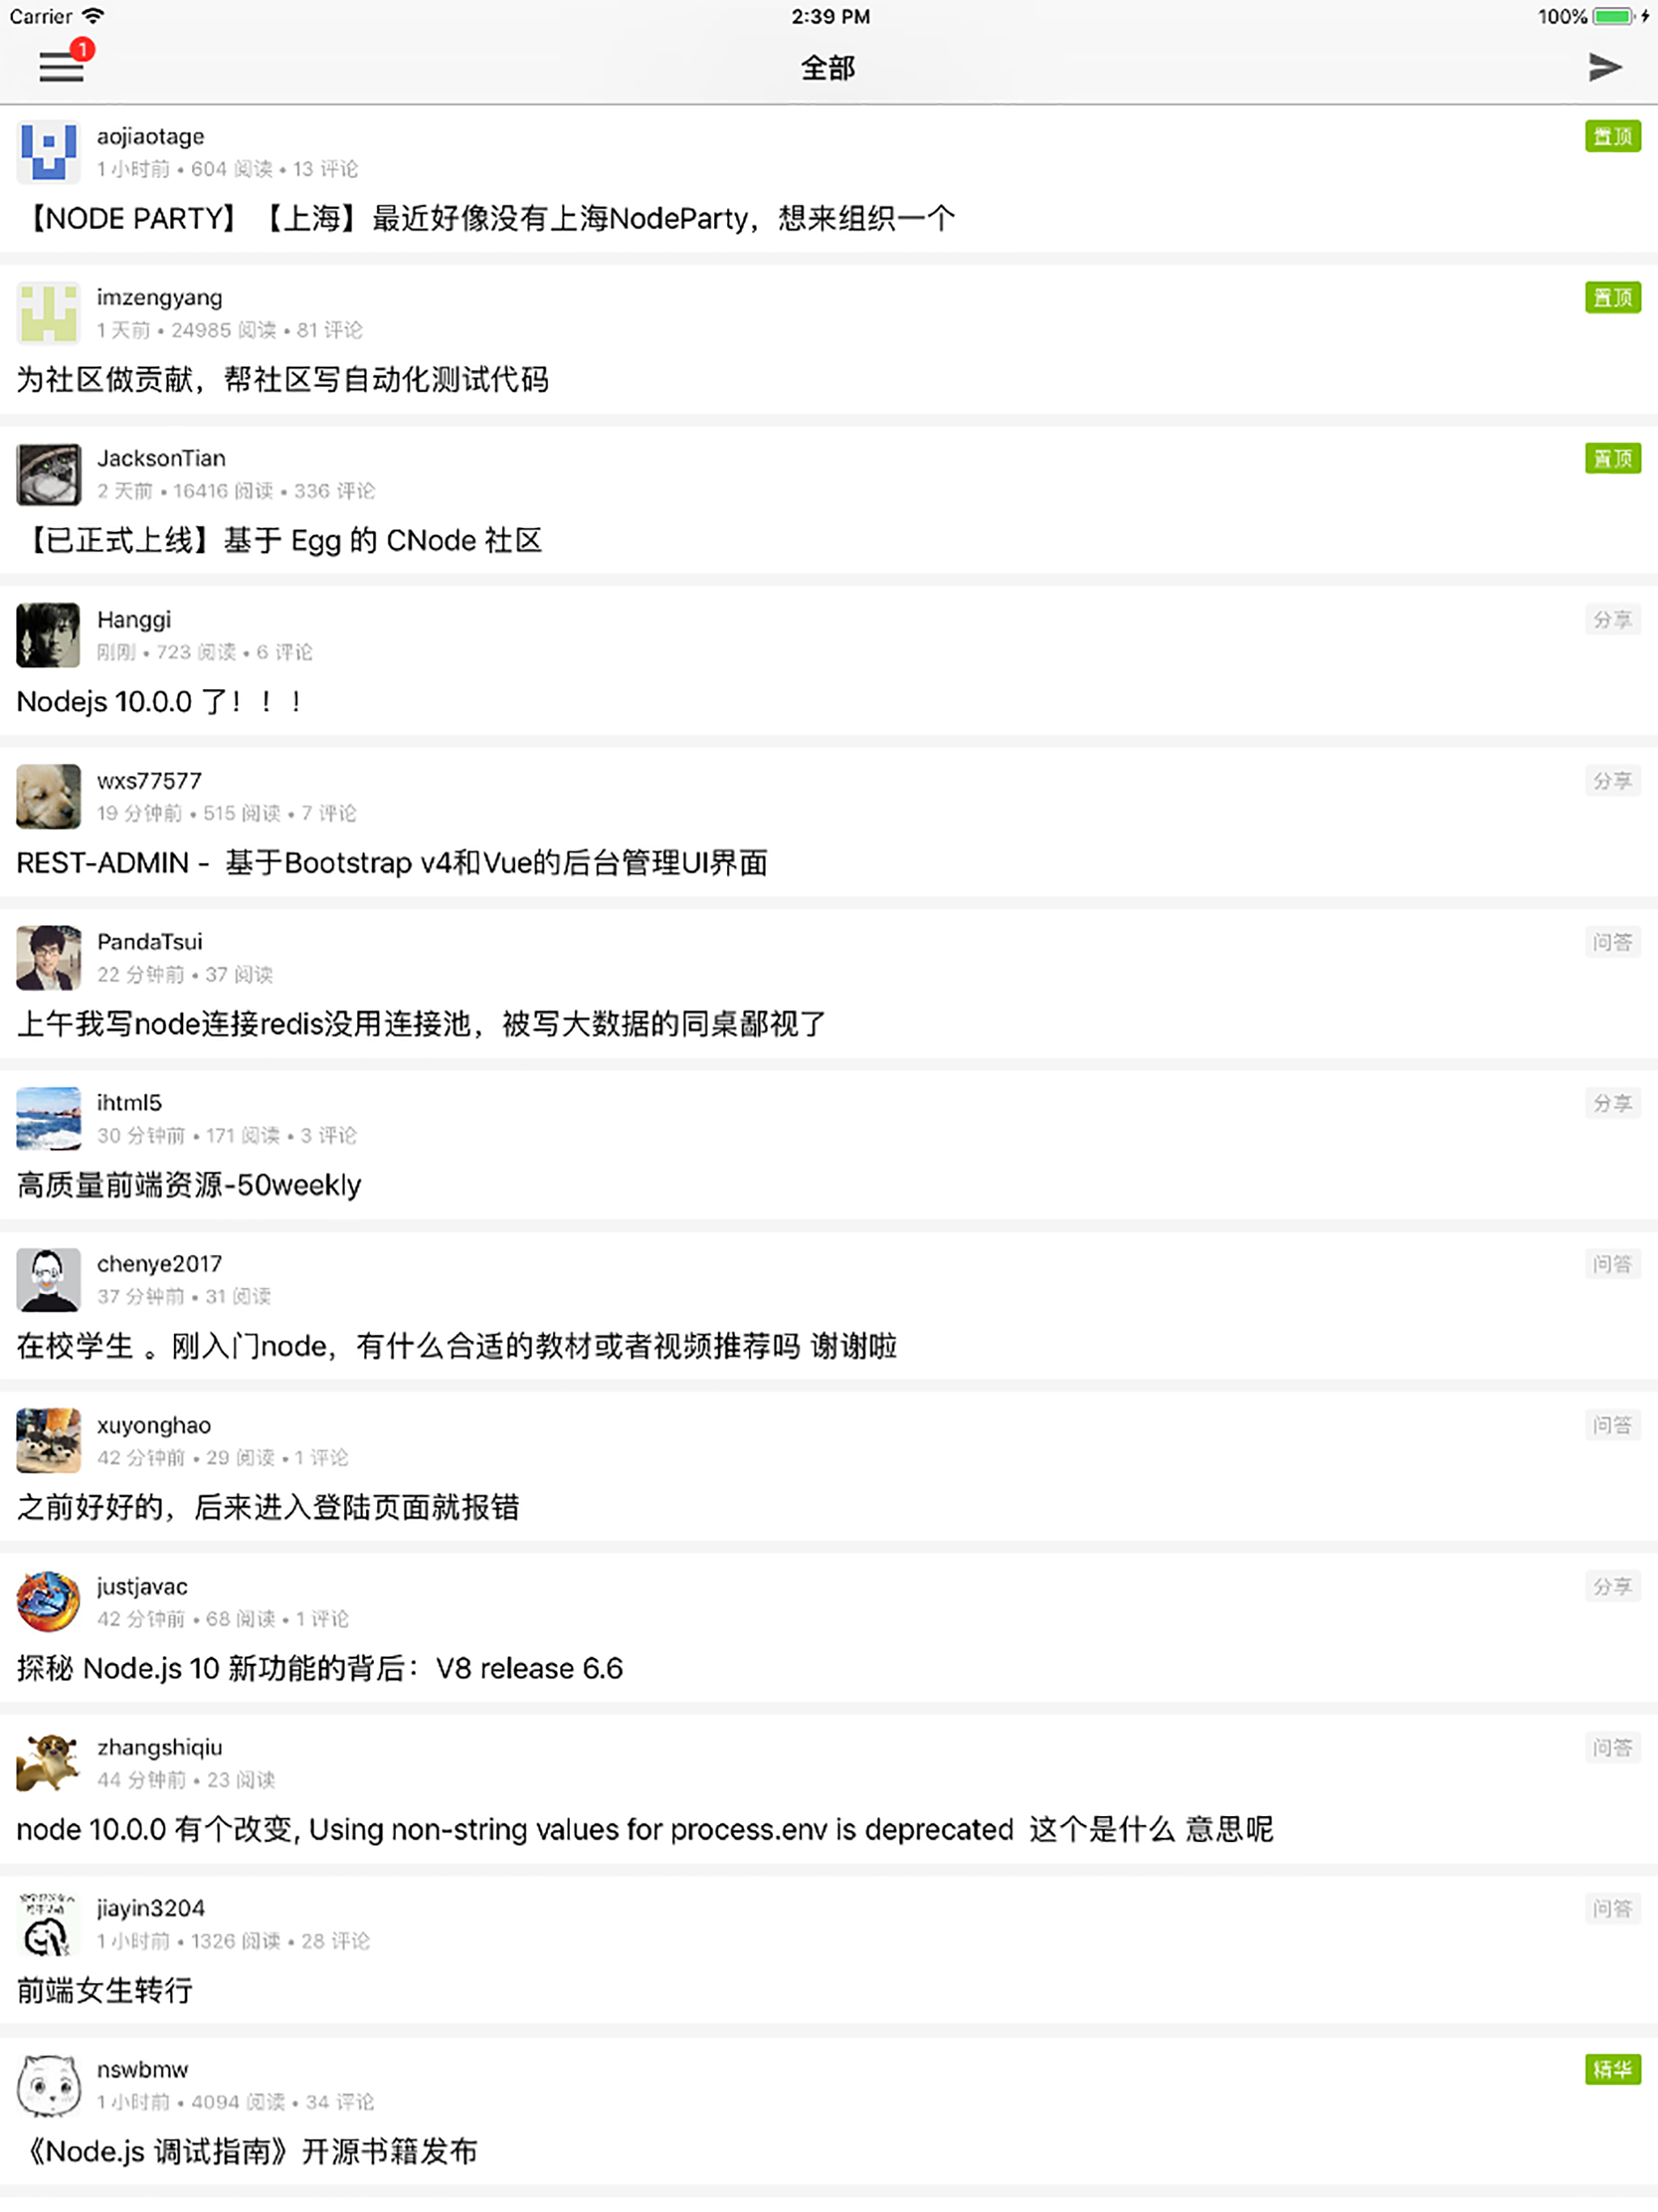 Carrier 2:39 PM 100%
1
全部
aojiaotage 置顶
1 小时前 • 604 阅读 • 13 评论
【NODE PARTY】【上海】最近好像没有上海NodeParty，想来组织一个
imzengyang 置顶
1 天前 • 24985 阅读 • 81 评论
为社区做贡献，帮社区写自动化测试代码
JacksonTian 置顶
2 天前 • 16416 阅读 • 336 评论
【已正式上线】基于 Egg 的 CNode 社区
Hanggi 分享
刚刚 • 723 阅读 • 6 评论
Nodejs 10.0.0 了！！！
wxs77577 分享
19 分钟前 • 515 阅读 • 7 评论
REST-ADMIN - 基于Bootstrap v4和Vue的后台管理UI界面
PandaTsui 问答
22 分钟前 • 37 阅读
上午我写node连接redis没用连接池，被写大数据的同桌鄙视了
ihtml5 分享
30 分钟前 • 171 阅读 • 3 评论
高质量前端资源-50weekly
chenye2017 问答
37 分钟前 • 31 阅读
在校学生 。刚入门node，有什么合适的教材或者视频推荐吗 谢谢啦
xuyonghao 问答
42 分钟前 • 29 阅读 • 1 评论
之前好好的，后来进入登陆页面就报错
justjavac 分享
42 分钟前 • 68 阅读 • 1 评论
探秘 Node.js 10 新功能的背后：V8 release 6.6
zhangshiqiu 问答
44 分钟前 • 23 阅读
node 10.0.0 有个改变, Using non-string values for process.env is deprecated 这个是什么 意思呢
jiayin3204 问答
1 小时前 • 1326 阅读 • 28 评论
前端女生转行
nswbmw 精华
1 小时前 • 4094 阅读 • 34 评论
《Node.js 调试指南》开源书籍发布